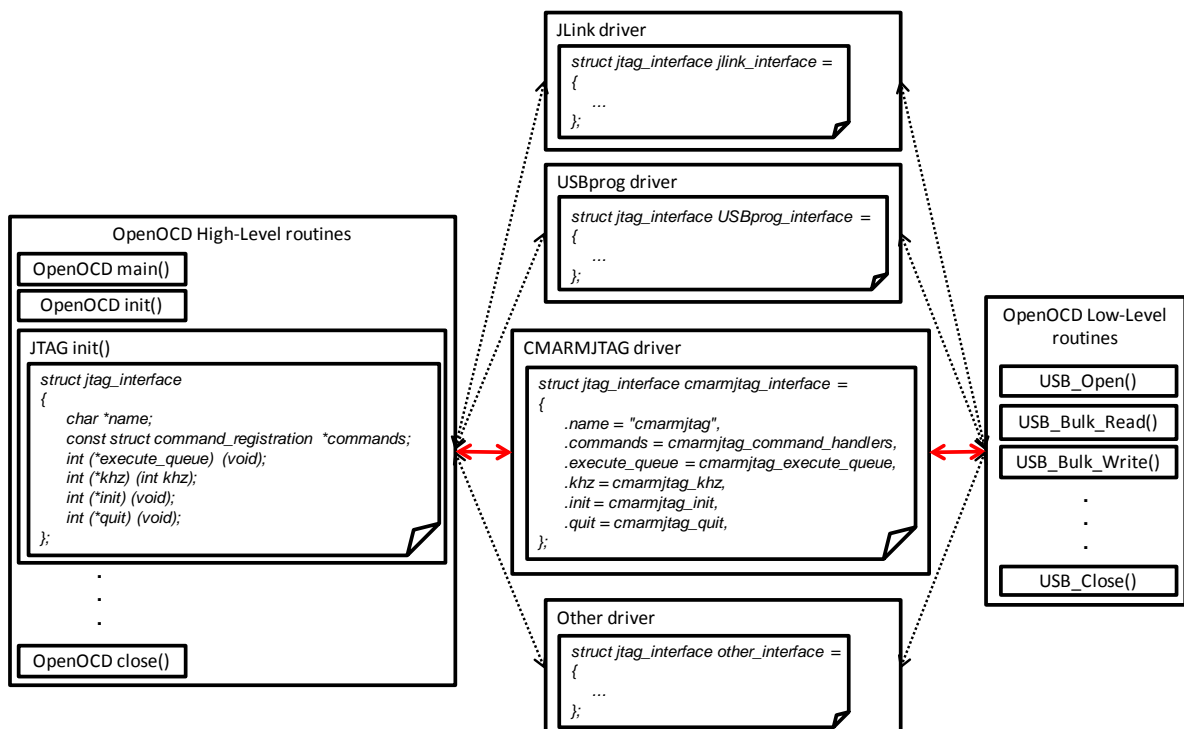 OpenOCD High-Level routines
OpenOCD main()
OpenOCD init()
JTAG init()
struct jtag_interface
{
char *name;
const struct command_registration *commands;
int (*execute_queue) (void);
int (*khz) (int khz);
int (*init) (void);
int (*quit) (void);
};
.
.
.
OpenOCD close()
JLink driver
struct jtag_interface jlink_interface =
{
...
};
USBprog driver
struct jtag_interface USBprog_interface =
{
...
};
CMARMJTAG driver
struct jtag_interface cmarmjtag_interface =
{
.name = "cmarmjtag",
.commands = cmarmjtag_command_handlers,
.execute_queue = cmarmjtag_execute_queue,
.khz = cmarmjtag_khz,
.init = cmarmjtag_init,
.quit = cmarmjtag_quit,
};
Other driver
struct jtag_interface other_interface =
{
...
};
OpenOCD Low-Level
routines
USB_Open()
USB_Bulk_Read()
USB_Bulk_Write()
.
.
.
USB_Close()